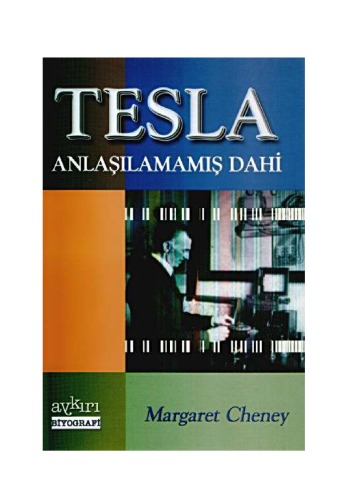 TESLA
ANLAŞILAMAMIŞ DAHİ
aykırı
BİYOGRAFİ
Margaret Cheney